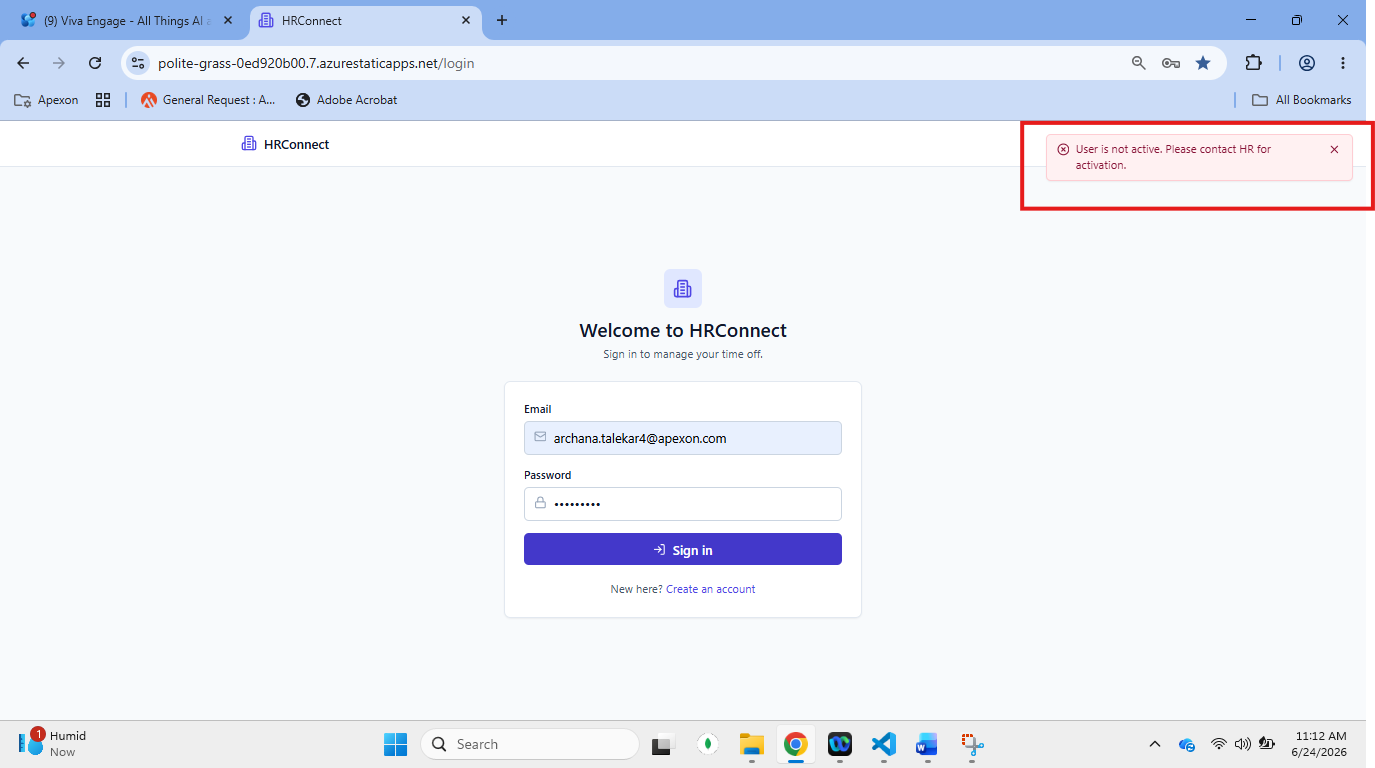 (9) Viva Engage - All Things AI a
HRConnect
polite-grass-0ed920b00.7.azurestaticapps.net/login
Apexon
General Request : A...
Adobe Acrobat
All Bookmarks
HRConnect
User is not active. Please contact HR for
activation.
Welcome to HRConnect
Sign in to manage your time off.
Email
archana.talekar4@apexon.com
Password
•••••••••
Sign in
New here? Create an account
1
Humid
Now
Search
11:12 AM
6/24/2026